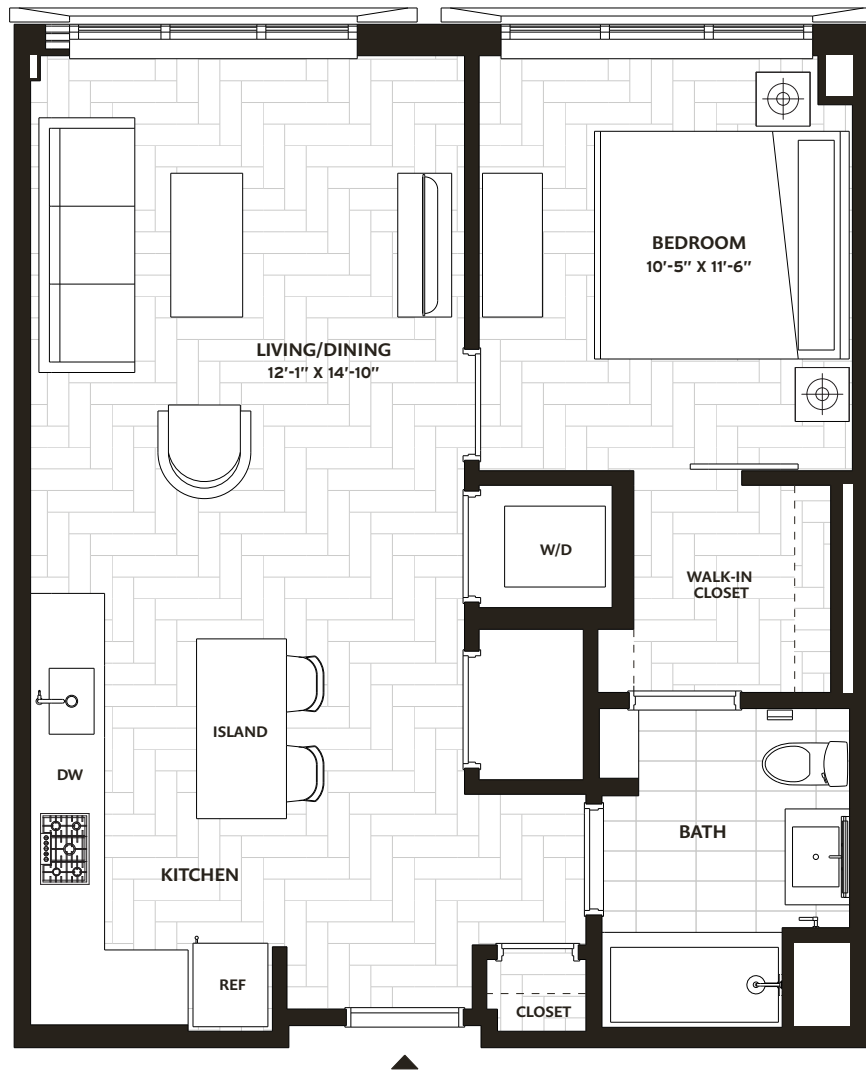 BEDROOM
10'-5" X 11'-6"
LIVING/DINING
12'-1" X 14'-10"
W/D
WALK-IN
CLOSET
ISLAND
DW
BATH
KITCHEN
REF
CLOSET